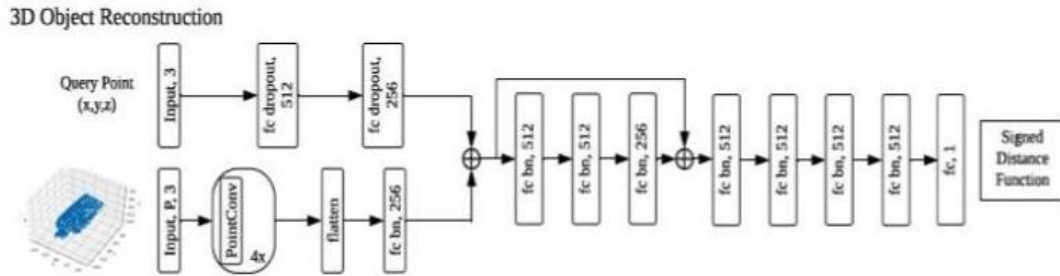 3D Object Reconstruction
Query Point
(x,y,z)
Input, 3
fc dropout,
512
fc dropout,
256
Input, P, 3
PointConv
4x
flatten
fc bn, 256
fc bn, 512
fc bn, 512
fc bn, 256
fc bn, 512
fc bn, 512
fc bn, 512
fc bn, 512
fc, 1
Signed
Distance
Function